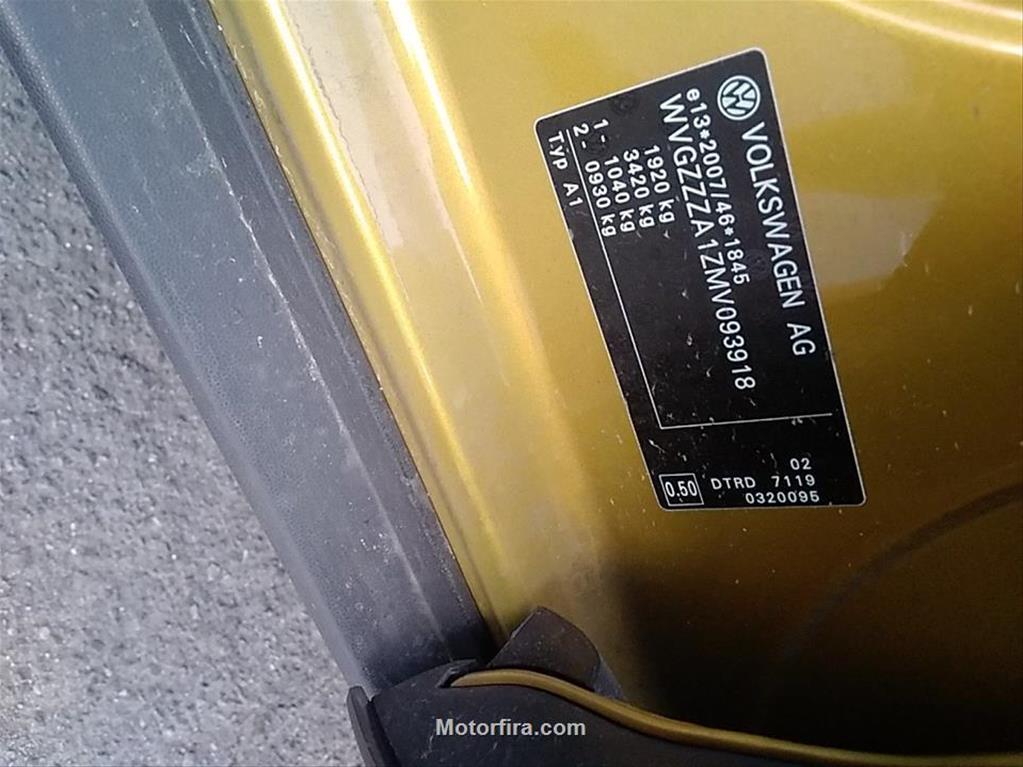 VOLKSWAGEN AG
e13*2007/46*1845
WVGZZZA1ZMV093918
1920 kg
3420 kg
1- 1040 kg
2- 0930 kg
Typ A1
02
DTRD 7119
0320095
0.50
Motorfira.com